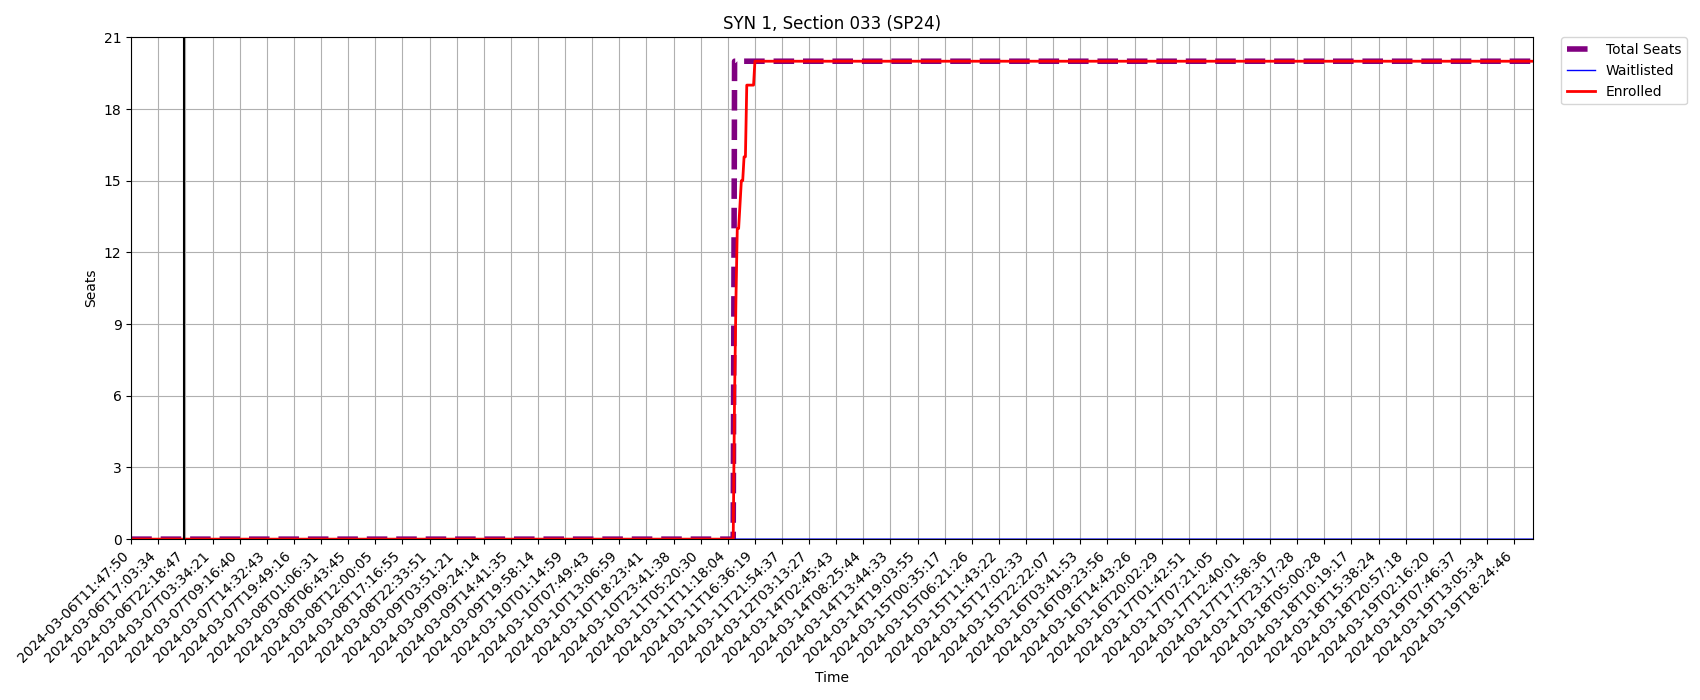 SYN 1, Section 033 (SP24)
21
18
15
12
9
6
3
0
Seats
Total Seats
Waitlisted
Enrolled
2024-03-06T11:47:50
2024-03-06T17:03:34
2024-03-06T22:18:47
2024-03-07T03:34:21
2024-03-07T09:16:40
2024-03-07T14:32:43
2024-03-07T19:49:16
2024-03-08T01:06:31
2024-03-08T06:43:45
2024-03-08T12:00:05
2024-03-08T17:16:55
2024-03-08T22:33:51
2024-03-09T03:51:21
2024-03-09T09:24:14
2024-03-09T14:41:35
2024-03-09T19:58:14
2024-03-10T01:14:59
2024-03-10T07:49:43
2024-03-10T13:06:59
2024-03-10T18:23:41
2024-03-10T23:41:38
2024-03-11T05:20:30
2024-03-11T11:18:04
2024-03-11T16:36:19
2024-03-11T21:54:37
2024-03-12T03:13:27
2024-03-14T02:45:43
2024-03-14T08:25:44
2024-03-14T13:44:33
2024-03-14T19:03:55
2024-03-15T00:35:17
2024-03-15T06:21:26
2024-03-15T11:43:22
2024-03-15T17:02:33
2024-03-15T22:22:07
2024-03-16T03:41:53
2024-03-16T09:23:56
2024-03-16T14:43:26
2024-03-16T20:02:29
2024-03-17T01:42:51
2024-03-17T07:21:05
2024-03-17T12:40:01
2024-03-17T17:58:36
2024-03-17T23:17:28
2024-03-18T05:00:28
2024-03-18T10:19:17
2024-03-18T15:38:24
2024-03-18T20:57:18
2024-03-19T02:16:20
2024-03-19T07:46:37
2024-03-19T13:05:34
2024-03-19T18:24:46
Time